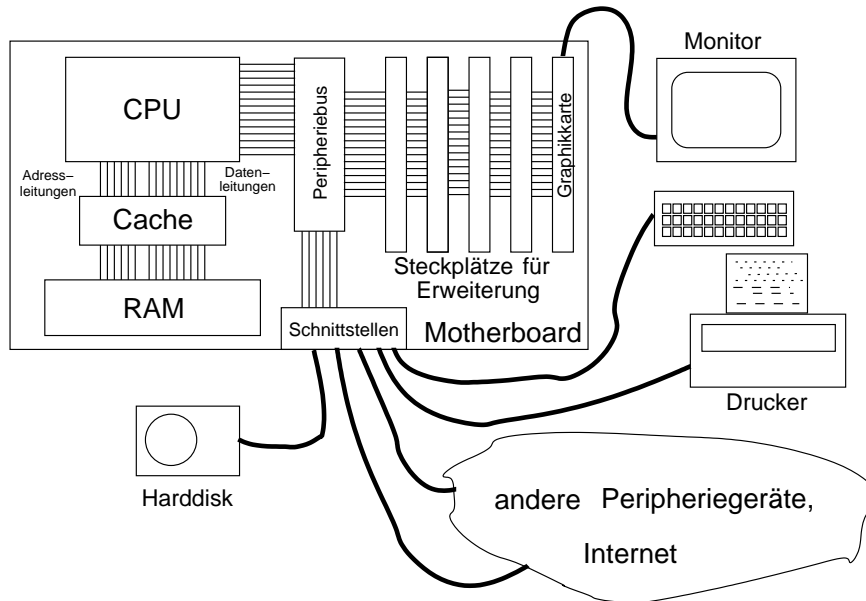 Monitor
CPU
Peripheriebus
Graphikkarte
Adress–
leitungen
Daten–
leitungen
Cache
Steckplätze für
Erweiterung
RAM
Schnittstellen
Motherboard
Drucker
Harddisk
andere Peripheriegeräte,
Internet